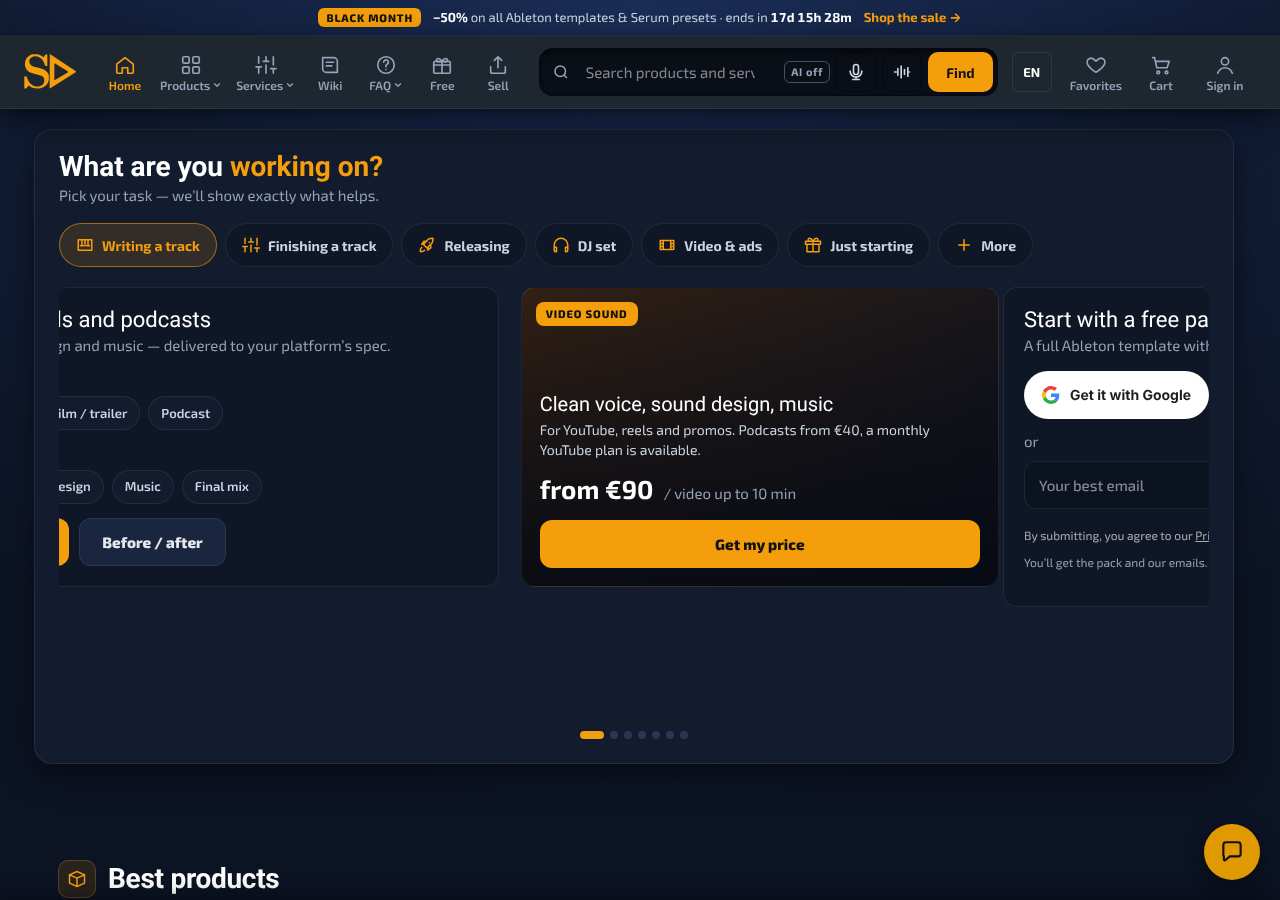 BLACK MONTH −50% on all Ableton templates & Serum presets · ends in 17d 15h 28m Shop the sale →
Home
Products
Services
Wiki
FAQ
Free
Sell
Search products and serv
AI off
Find
EN
Favorites
Cart
Sign in
What are you working on?
Pick your task — we'll show exactly what helps.
Writing a track
Finishing a track
Releasing
DJ set
Video & ads
Just starting
More
ls and podcasts
gn and music — delivered to your platform's spec.
ilm / trailer
Podcast
esign
Music
Final mix
Before / after
VIDEO SOUND
Clean voice, sound design, music
For YouTube, reels and promos. Podcasts from €40, a monthly
YouTube plan is available.
from €90 / video up to 10 min
Get my price
Start with a free pa
A full Ableton template with
Get it with Google
or
Your best email
By submitting, you agree to our Pri
You'll get the pack and our emails.
Best products